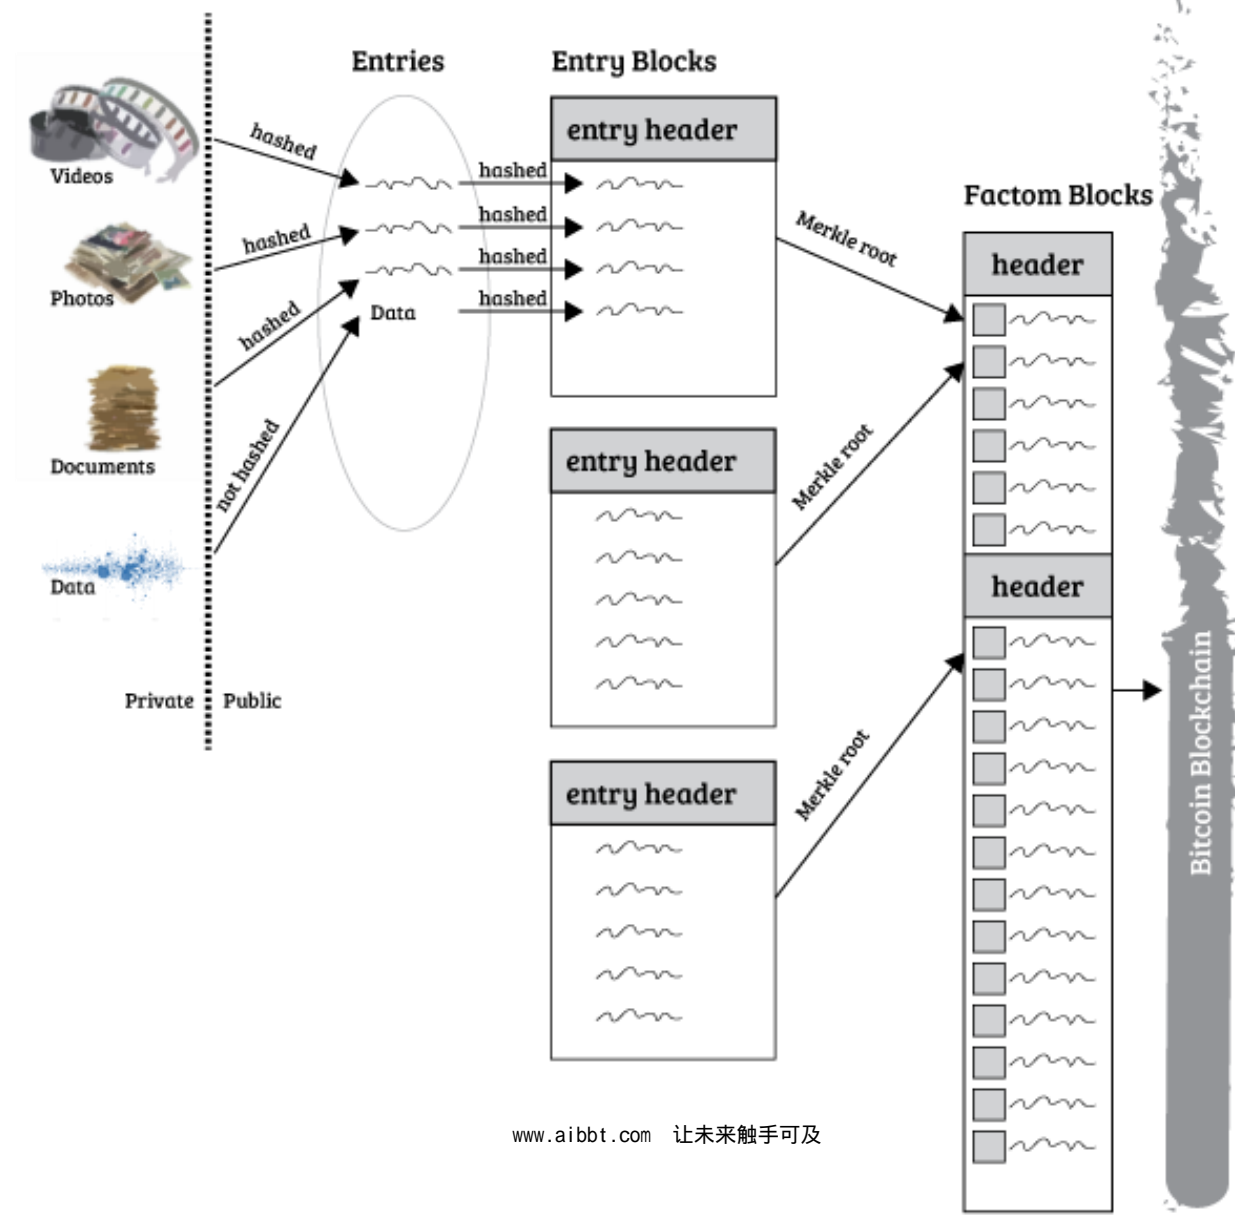 Entries
Entry Blocks
Factom Blocks
Videos
Photos
Documents
Data
Private
Public
hashed
hashed
hashed
not hashed
Data
hashed
hashed
hashed
hashed
entry header
entry header
entry header
Merkle root
Merkle root
Merkle root
header
header
Bitcoin Blockchain
www.aibbt.com 让未来触手可及